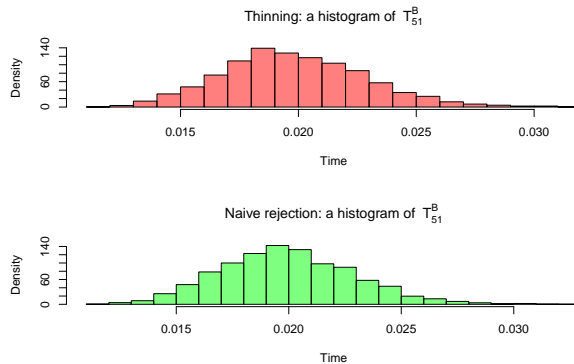 Thinning: a histogram of T^B_51
Density
0 60 140
0.015 0.020 0.025 0.030
Time
Naive rejection: a histogram of T^B_51
Density
0 60 140
0.015 0.020 0.025 0.030
Time